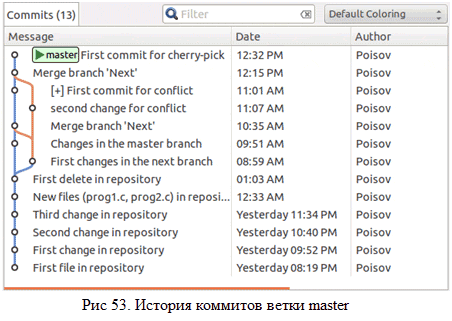 Commits (13) Filter Default Coloring
Message Date Author
master First commit for cherry-pick 12:32 PM Poisov
Merge branch 'Next' 12:15 PM Poisov
[+] First commit for conflict 11:01 AM Poisov
second change for conflict 11:07 AM Poisov
Merge branch 'Next' 10:35 AM Poisov
Changes in the master branch 09:51 AM Poisov
First changes in the next branch 08:59 AM Poisov
First delete in repository 01:03 AM Poisov
New files (prog1.c, prog2.c) in reposi... 12:33 AM Poisov
Third change in repository Yesterday 11:34 PM Poisov
Second change in repository Yesterday 10:40 PM Poisov
First change in repository Yesterday 09:52 PM Poisov
First file in repository Yesterday 08:19 PM Poisov
Рис 53. История коммитов ветки master